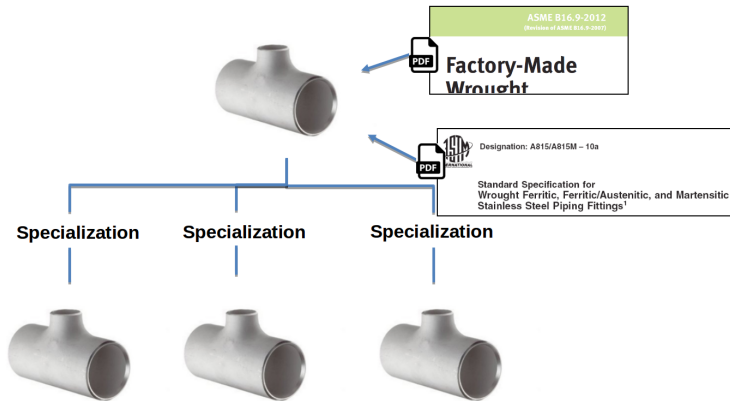 ASME B16.9-2012
(Revision of ASME B16.9-2007)
PDF
Factory-Made
Wrought
PDF
INTERNATIONAL
Designation: A815/A815M – 10a
Standard Specification for
Wrought Ferritic, Ferritic/Austenitic, and Martensitic
Stainless Steel Piping Fittings1
Specialization
Specialization
Specialization